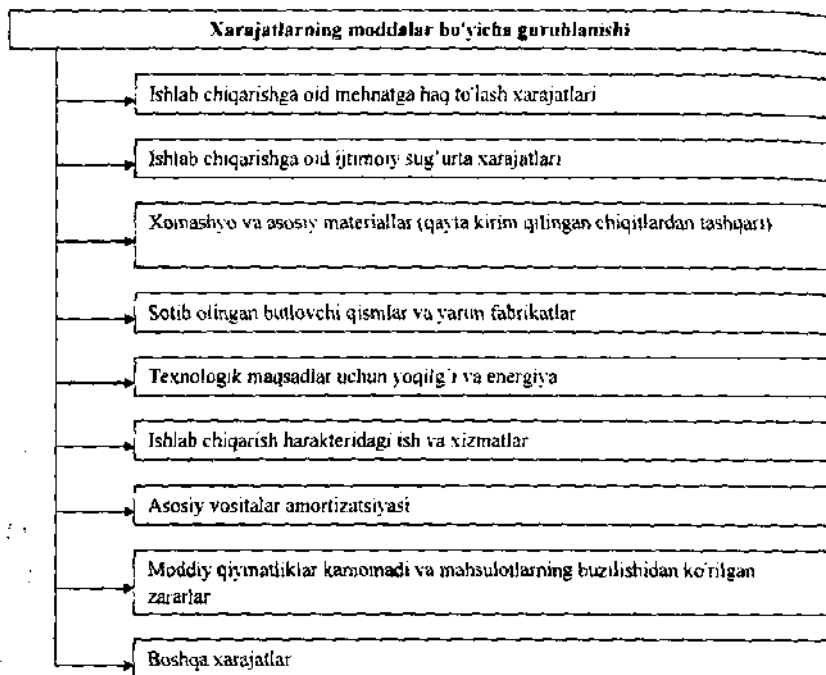 Xarajatlarning moddalar bo'yicha guruhlanishi
Ishlab chiqarishga oid mehnatga haq to'lash xarajatlari
Ishlab chiqarishga oid ijtimoiy sug'urta xarajatlari
Xomashyo va asosiy materiallar (qayta kirim qilingan chiqitlardan tashqari)
Sotib olingan butlovchi qismlar va yarim fabrikatlar
Texnologik maqsadlar uchun yoqilg'i va energiya
Ishlab chiqarish harakteridagi ish va xizmatlar
Asosiy vositalar amortizatsiyasi
Moddiy qiymatliklar kamomadi va mahsulotlarning buzilishidan ko'rilgan
zararlar
Boshqa xarajatlar